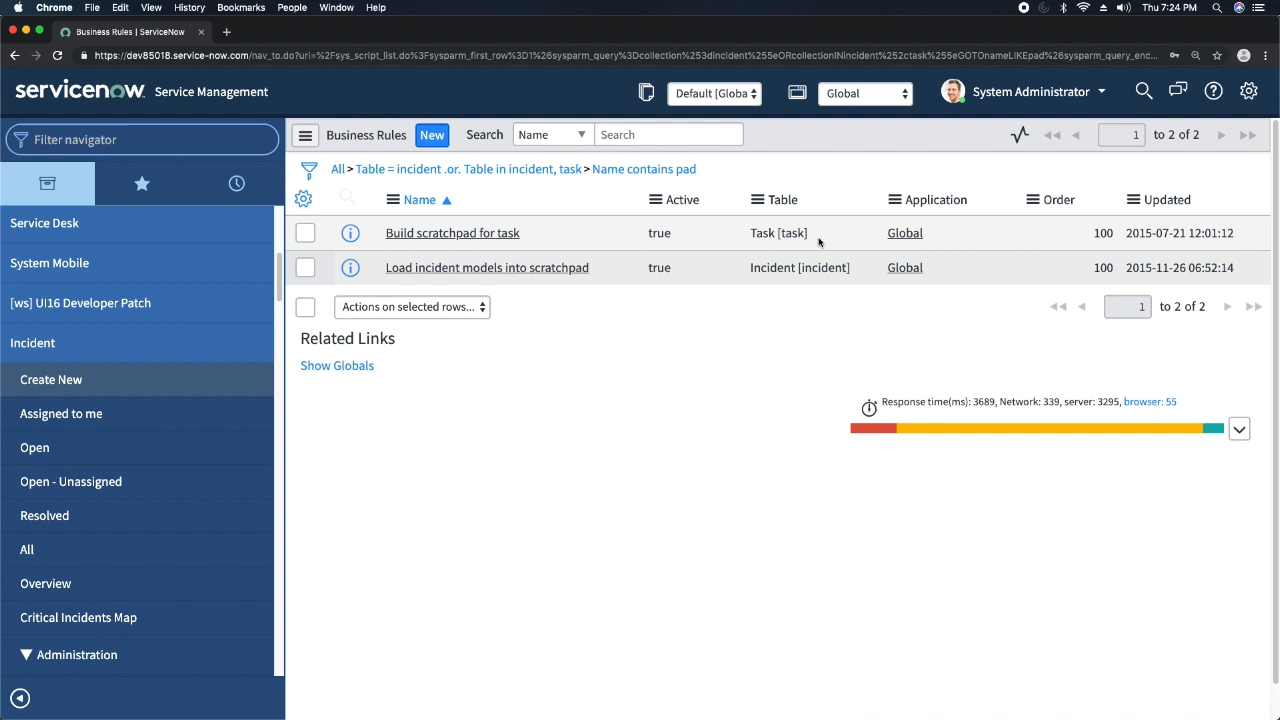 Chrome File Edit View History Bookmarks People Window Help Thu 7:24 PM
Business Rules | ServiceNow
https://dev85018.service-now.com/nav_to.do?uri=%2Fsys_script_list.do%3Fsysparm_first_row%3D1%26sysparm_query%3Dcollection%253dincident%255eORcollectionINincident%252ctask%255eGOTOnameLIKEpad%26sysparm_query_enc...
servicenow Service Management Default [Globa Global System Administrator
Filter navigator
Business Rules New Search Name Search 1 to 2 of 2
All > Table = incident .or. Table in incident, task > Name contains pad
Name Active Table Application Order Updated
Build scratchpad for task true Task [task] Global 100 2015-07-21 12:01:12
Load incident models into scratchpad true Incident [incident] Global 100 2015-11-26 06:52:14
Actions on selected rows... 1 to 2 of 2
Related Links
Show Globals
Response time(ms): 3689, Network: 339, server: 3295, browser: 55
Service Desk
System Mobile
[ws] UI16 Developer Patch
Incident
Create New
Assigned to me
Open
Open - Unassigned
Resolved
All
Overview
Critical Incidents Map
Administration